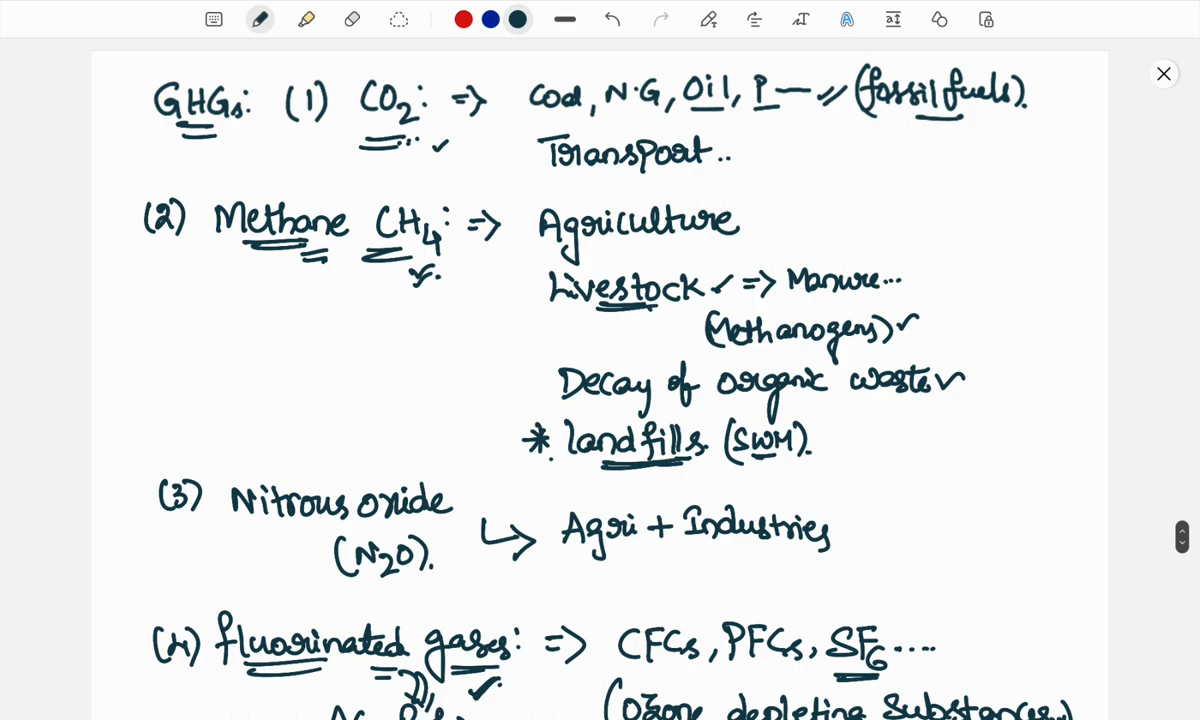 GHGs: (1) CO2: => Coal, N.G, Oil, P— (fossil fuels).
Transport..
(2) Methane CH4: => Agriculture
Livestock ✓ => Manure...
(Methanogens) ✓
Decay of organic waste ✓
* landfills. (SWM).
(3) Nitrous oxide
(N2O). ↳ Agri + Industries
(4) fluorinated gases: => CFCs, PFCs, SF6....
(Ozone depleting substances)